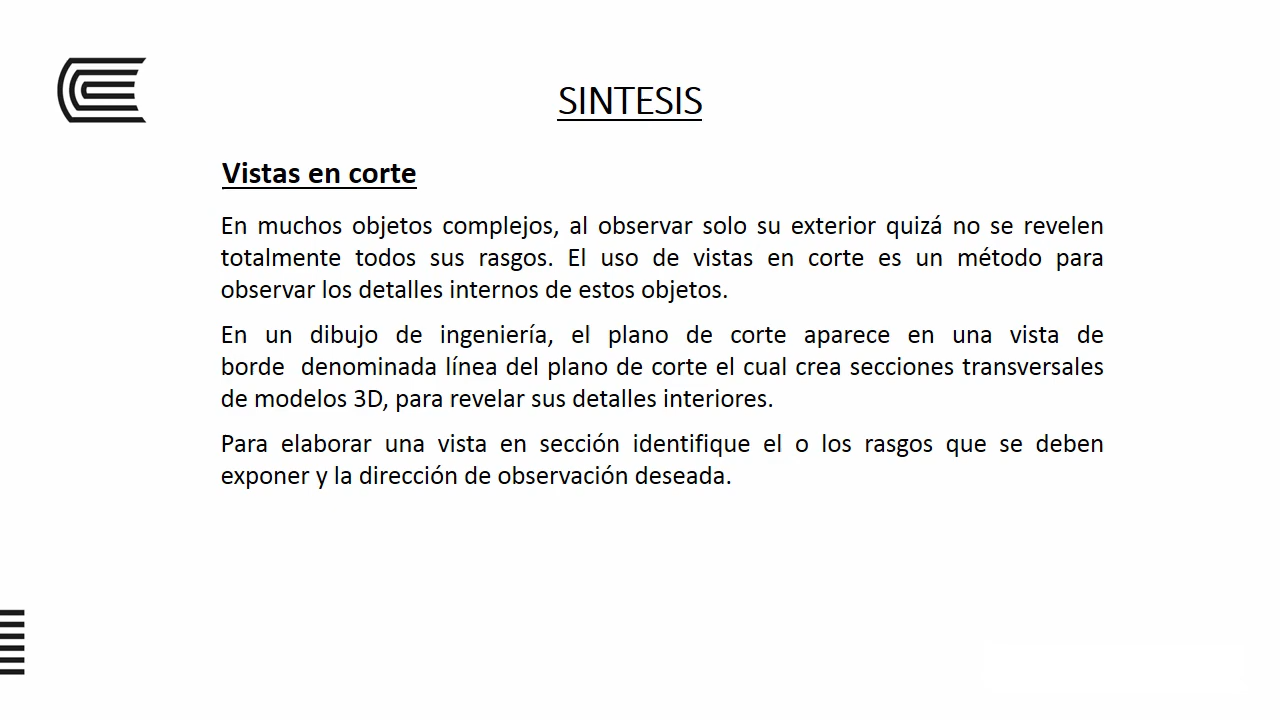 SINTESIS
Vistas en corte
En muchos objetos complejos, al observar solo su exterior quizá no se revelen
totalmente todos sus rasgos. El uso de vistas en corte es un método para
observar los detalles internos de estos objetos.
En un dibujo de ingeniería, el plano de corte aparece en una vista de
borde denominada línea del plano de corte el cual crea secciones transversales
de modelos 3D, para revelar sus detalles interiores.
Para elaborar una vista en sección identifique el o los rasgos que se deben
exponer y la dirección de observación deseada.